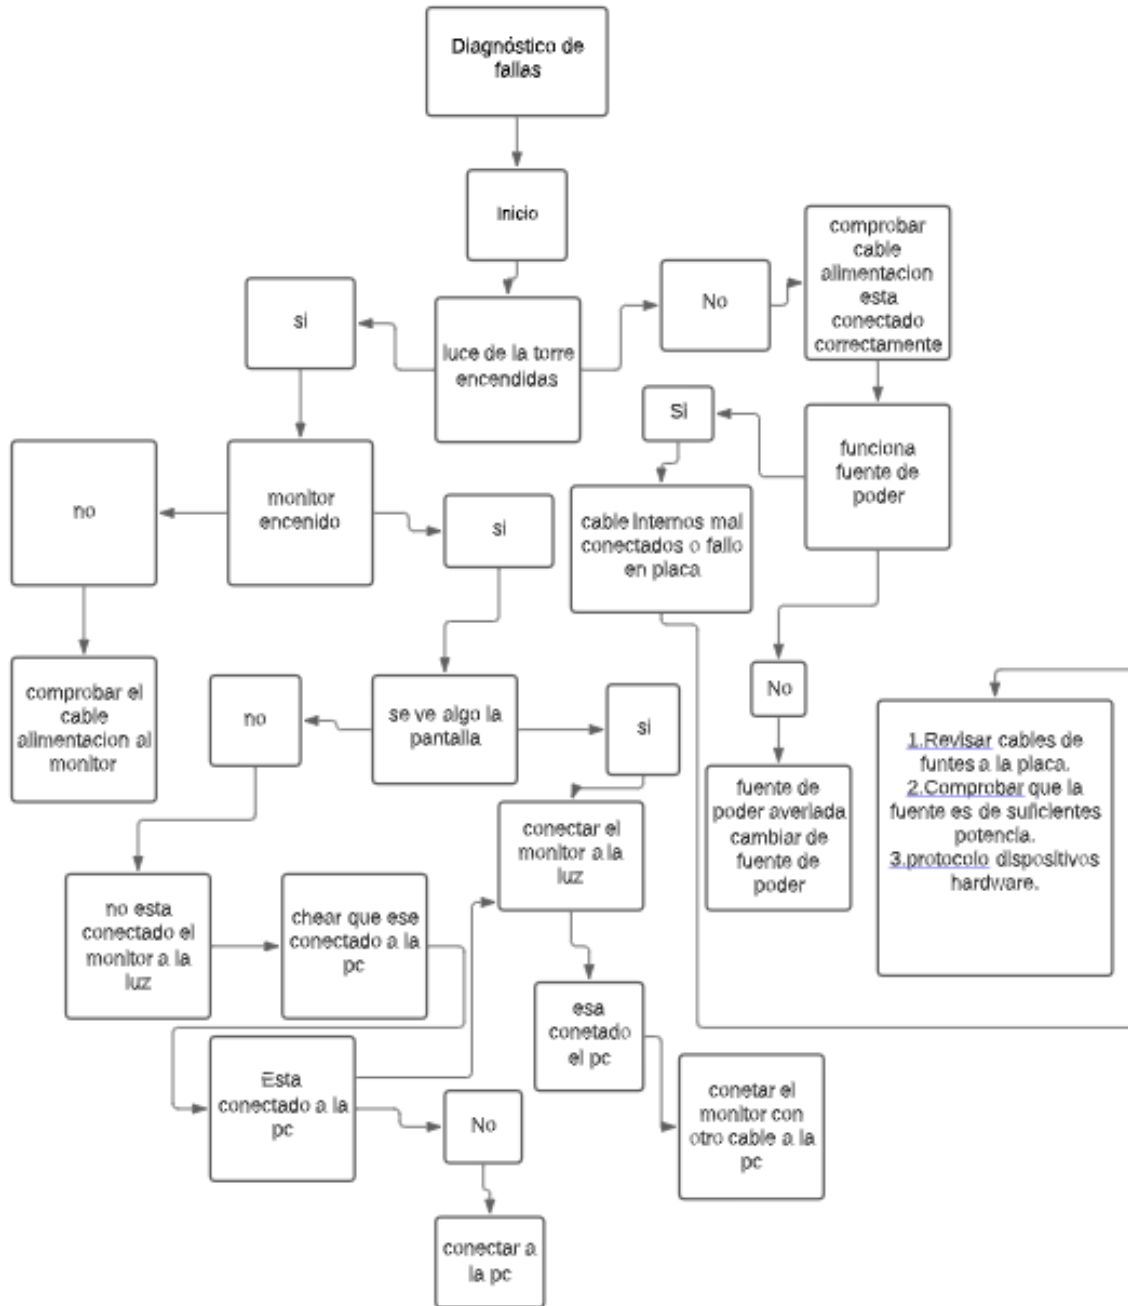 Diagnóstico de
fallas
Inicio
luce de la torre
encendidas
si
No
comprobar
cable
alimentacion
esta
conectado
correctamente
funciona
fuente de
poder
Si
cable Internos mal
conectados o fallo
en placa
No
fuente de
poder averiada
cambiar de
fuente de
poder
1.Revisar cables de
funtes a la placa.
2.Comprobar que la
fuente es de suficientes
potencia.
3.protocolo dispositivos
hardware.
monitor
encenido
no
comprobar el
cable
alimentacion al
monitor
si
se ve algo la
pantalla
no
si
no esta
conectado el
monitor a la
luz
chear que ese
conectado a la
pc
Esta
conectado a la
pc
No
conectar a
la pc
conectar el
monitor a la
luz
esa
conetado
el pc
conetar el
monitor con
otro cable a la
pc